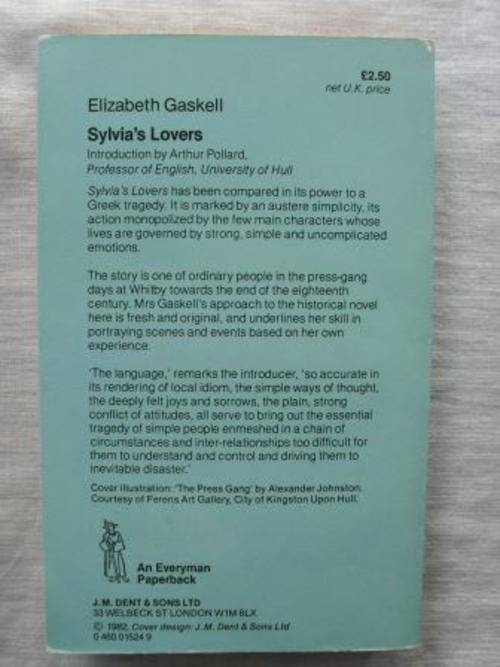 £2.50
net U.K. price
Elizabeth Gaskell
Sylvia's Lovers
Introduction by Arthur Pollard,
Professor of English, University of Hull
Sylvia's Lovers has been compared in its power to a
Greek tragedy. It is marked by an austere simplicity, its
action monopolized by the few main characters whose
lives are governed by strong, simple and uncomplicated
emotions.
The story is one of ordinary people in the press-gang
days at Whitby towards the end of the eighteenth
century. Mrs Gaskell's approach to the historical novel
here is fresh and original, and underlines her skill in
portraying scenes and events based on her own
experience.
'The language,' remarks the introducer, 'so accurate in
its rendering of local idiom, the simple ways of thought,
the deeply felt joys and sorrows, the plain, strong
conflict of attitudes, all serve to bring out the essential
tragedy of simple people enmeshed in a chain of
circumstances and inter-relationships too difficult for
them to understand and control and driving them to
inevitable disaster.'
Cover illustration: 'The Press Gang' by Alexander Johnston.
Courtesy of Ferens Art Gallery, City of Kingston Upon Hull.
An Everyman
Paperback
J. M. DENT & SONS LTD
33 WELBECK ST LONDON W1M 8LX
© 1982, Cover design: J. M. Dent & Sons Ltd
0 460 01524 9